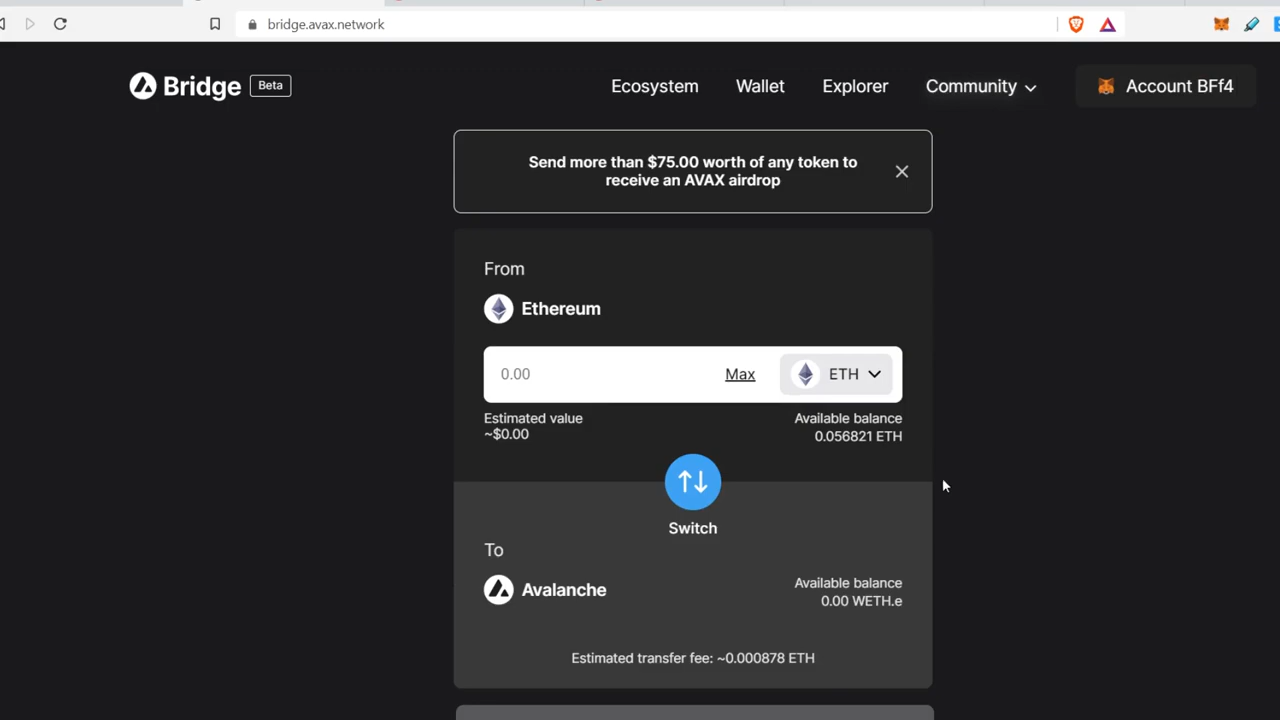 bridge.avax.network
Bridge Beta
Ecosystem
Wallet
Explorer
Community
Account BFf4
Send more than $75.00 worth of any token to
receive an AVAX airdrop
From
Ethereum
0.00
Max
ETH
Estimated value
~$0.00
Available balance
0.056821 ETH
Switch
To
Avalanche
Available balance
0.00 WETH.e
Estimated transfer fee: ~0.000878 ETH